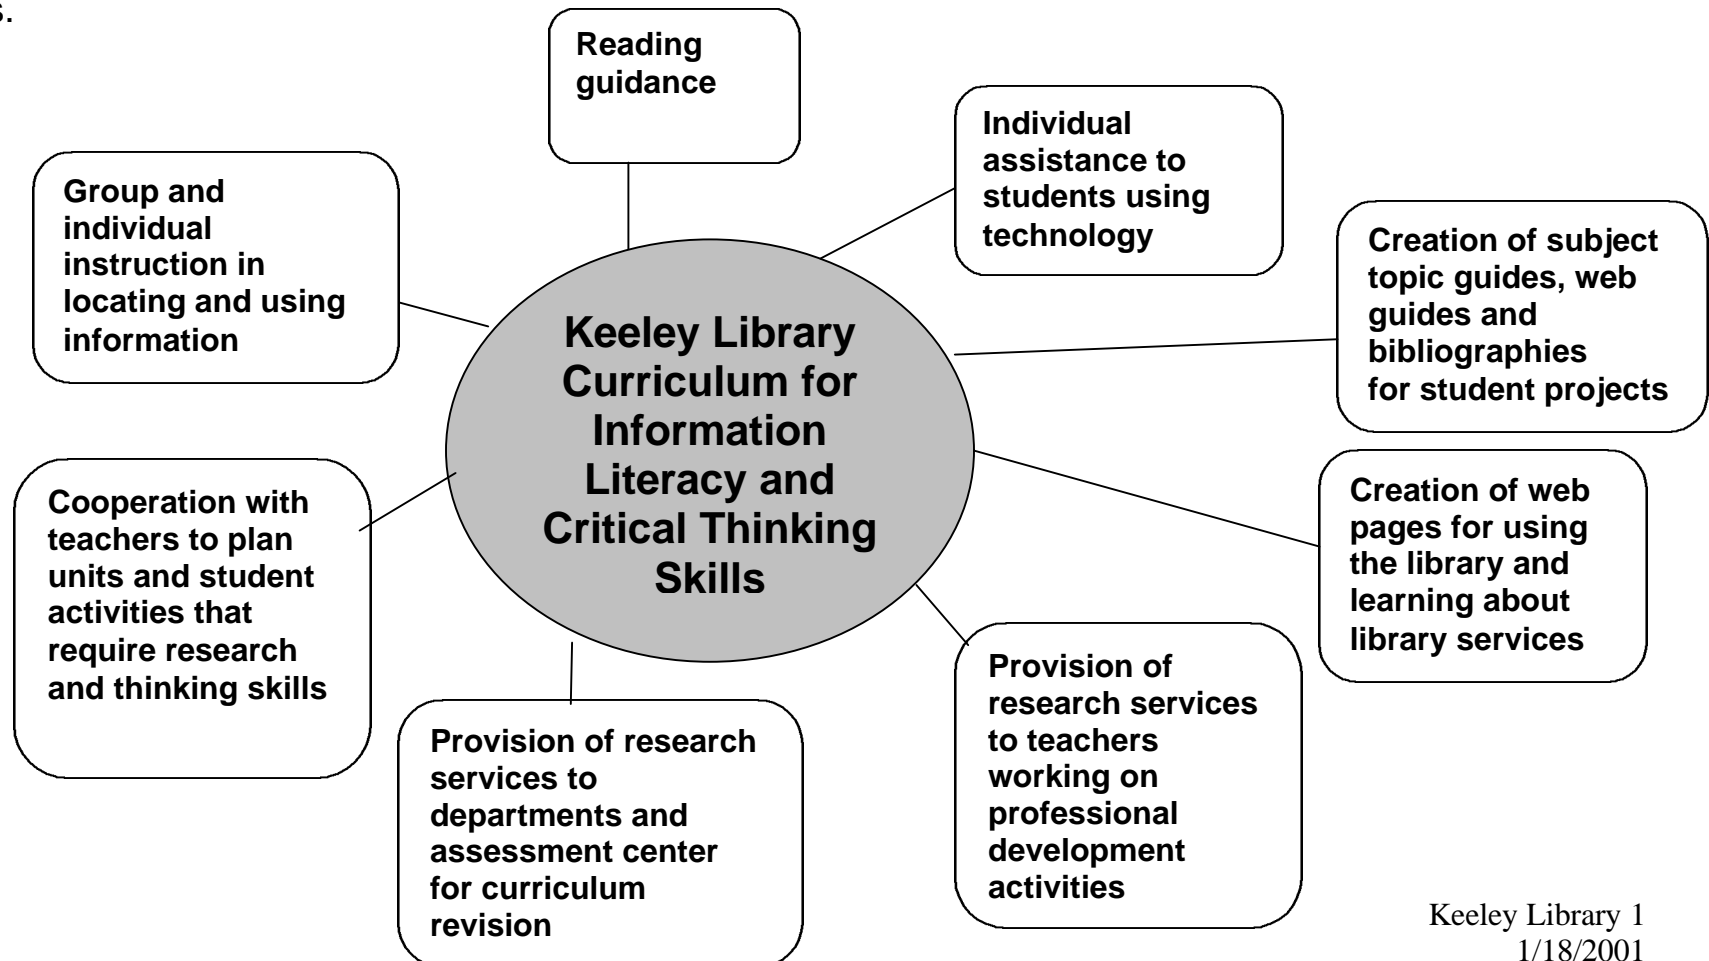 s.
Reading
guidance
Individual
assistance to
students using
technology
Group and
individual
instruction in
locating and using
information
Creation of subject
topic guides, web
guides and
bibliographies
for student projects
Keeley Library
Curriculum for
Information
Literacy and
Critical Thinking
Skills
Cooperation with
teachers to plan
units and student
activities that
require research
and thinking skills
Creation of web
pages for using
the library and
learning about
library services
Provision of research
services to
departments and
assessment center
for curriculum
revision
Provision of
research services
to teachers
working on
professional
development
activities
Keeley Library 1
1/18/2001